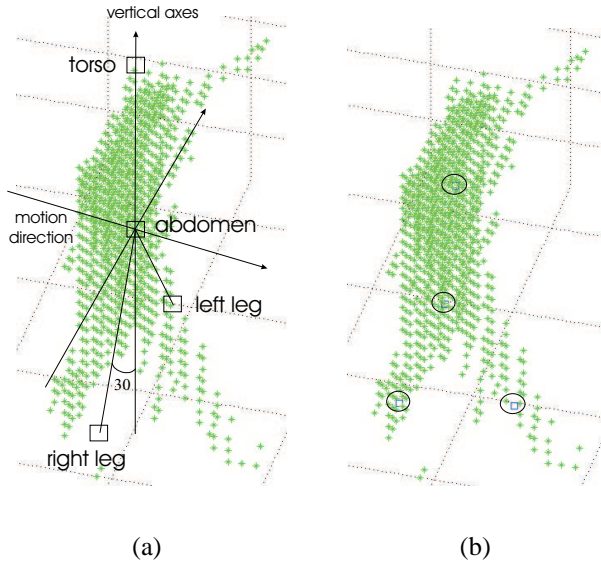 vertical axes
torso
motion
direction
abdomen
left leg
30
right leg
(a)
(b)